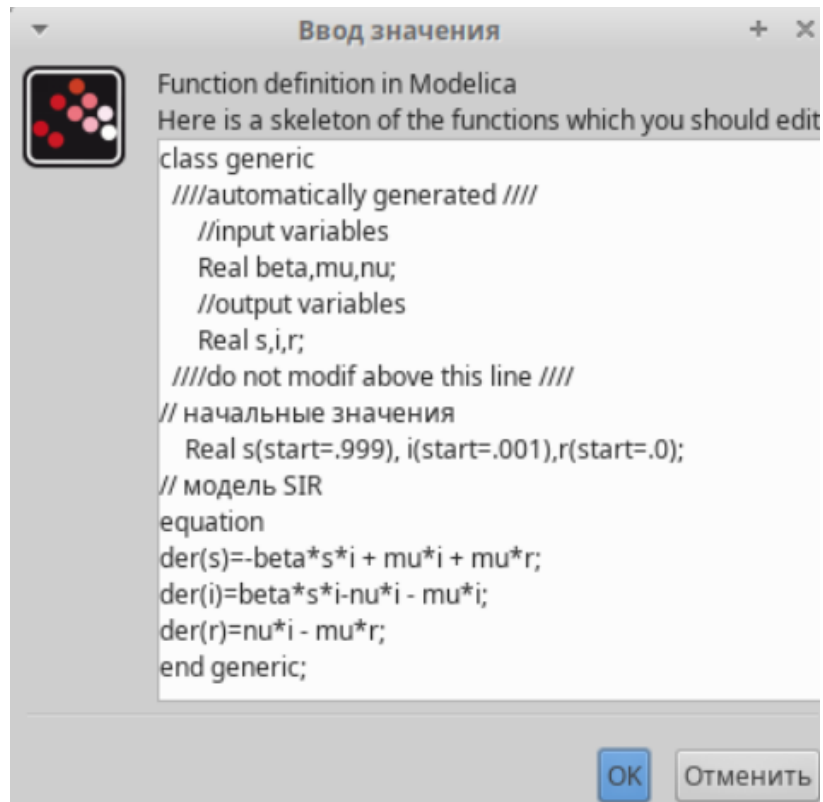 Ввод значения
Function definition in Modelica
Here is a skeleton of the functions which you should edit
class generic
////automatically generated ////
//input variables
Real beta,mu,nu;
//output variables
Real s,i,r;
////do not modif above this line ////
// начальные значения
Real s(start=.999), i(start=.001),r(start=.0);
// модель SIR
equation
der(s)=-beta*s*i + mu*i + mu*r;
der(i)=beta*s*i-nu*i - mu*i;
der(r)=nu*i - mu*r;
end generic;
OK Отменить